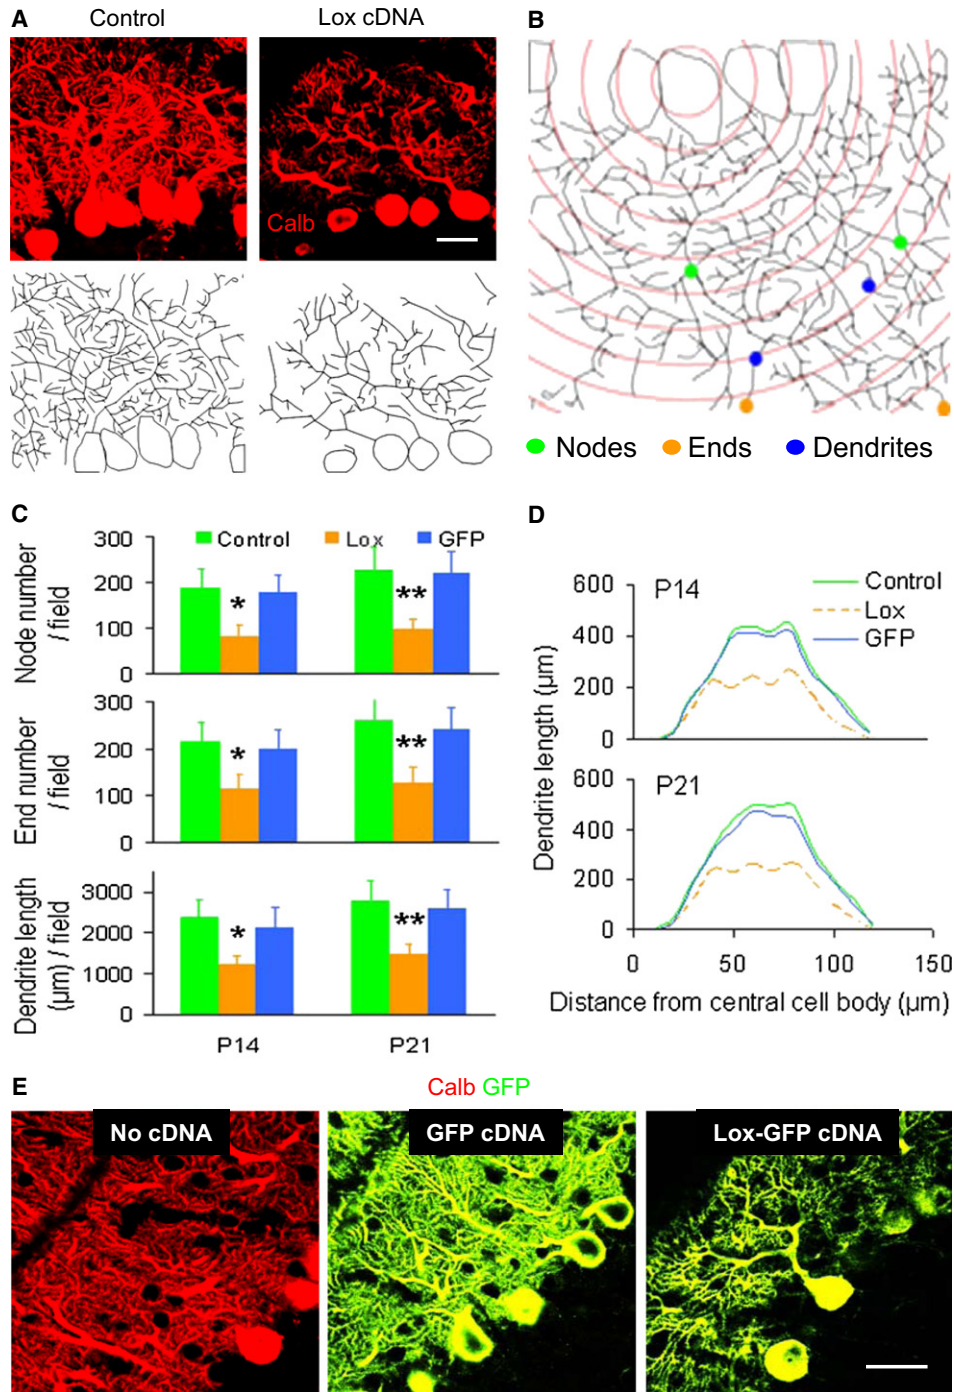 A
Control
Lox cDNA
Calb
B
Nodes
Ends
Dendrites
C
Control
Lox
GFP
Node number
/ field
300
200
100
0
*
**
End number
/ field
300
200
100
0
*
**
Dendrite length
(µm) / field
3000
2000
1000
0
*
**
P14
P21
D
Dendrite length (µm)
P14
Control
Lox
GFP
600
400
200
0
P21
600
400
200
0
0
50
100
150
Distance from central cell body (µm)
E
Calb GFP
No cDNA
GFP cDNA
Lox-GFP cDNA